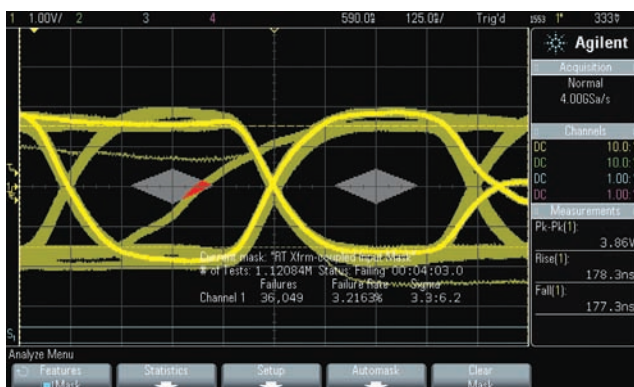 1 1.00V/ 2 3 4 590.0 125.0 / Trig'd 1553 1
Agilent
Acquisition
Normal
4.00GSa/s
Channels
DC 10.0:
DC 10.0:
DC 1.00:
DC 1.00:
Measurements
Pk-Pk(1):
3.86V
Rise(1):
178.3ns
Fall(1):
177.3ns
Current mask: "RT Xfrm-coupled Input Mask"
# of Tests: 1.12084M Status: Failing 00:04:03.0
Failures Failure Rate Sigma
Channel 1 36,049 3.2163% 3.3:6.2
Analyze Menu
Features Statistics Setup Automask Clear
Mask Mask